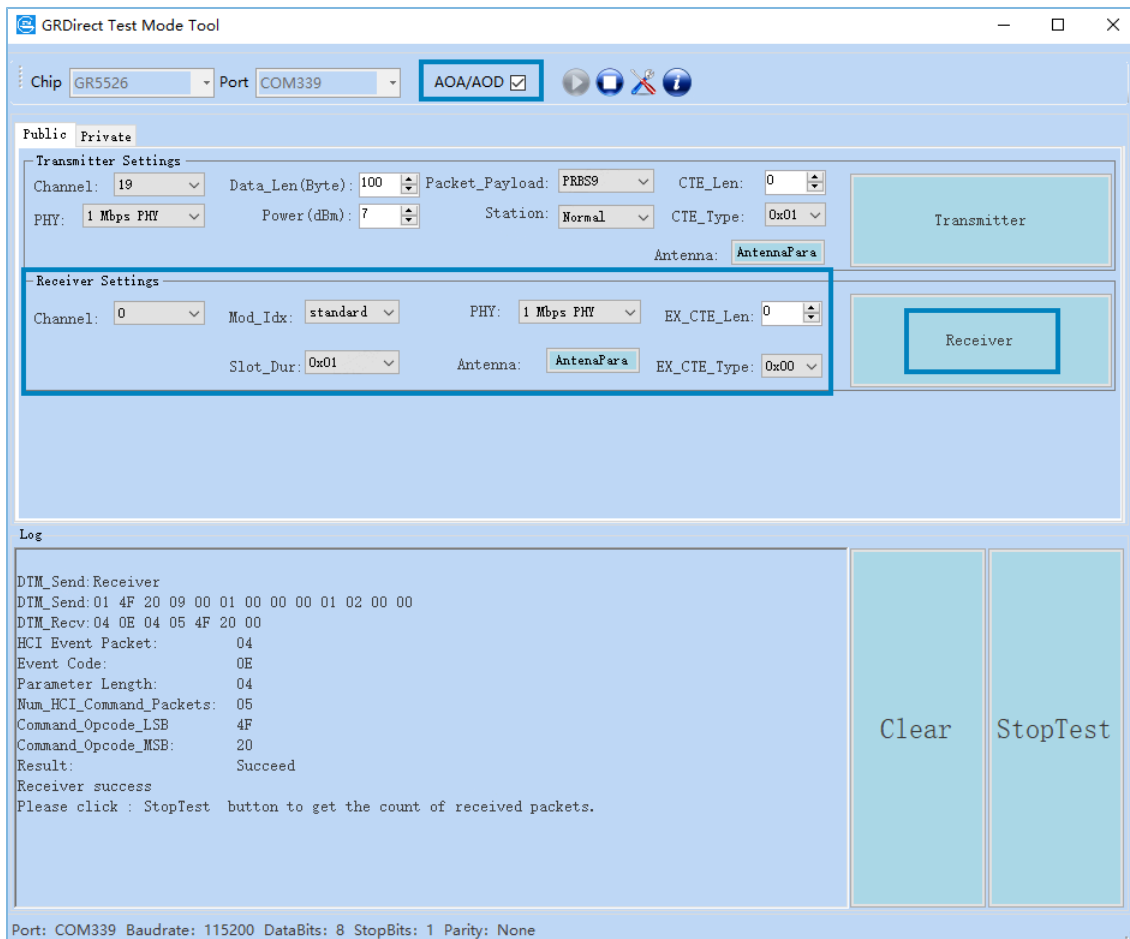 GRDirect Test Mode Tool
Chip GR5526 Port COM339 AOA/AOD
Public Private
Transmitter Settings
Channel: 19 Data_Len(Byte): 100 Packet_Payload: PRBS9 CTE_Len: 0
PHY: 1 Mbps PHY Power(dBm): 7 Station: Normal CTE_Type: 0x01
Transmitter
Antenna: AntennaPara
Receiver Settings
Channel: 0 Mod_Idx: standard PHY: 1 Mbps PHY EX_CTE_Len: 0
Receiver
Slot_Dur: 0x01 Antenna: AntenaPara EX_CTE_Type: 0x00
Log
DTM_Send:Receiver
DTM_Send:01 4F 20 09 00 01 00 00 00 01 02 00 00
DTM_Recv:04 0E 04 05 4F 20 00
HCI Event Packet: 04
Event Code: 0E
Parameter Length: 04
Num_HCI_Command_Packets: 05
Command_Opcode_LSB 4F
Command_Opcode_MSB: 20
Result: Succeed
Receiver success
Please click : StopTest button to get the count of received packets.
Clear
StopTest
Port: COM339 Baudrate: 115200 DataBits: 8 StopBits: 1 Parity: None